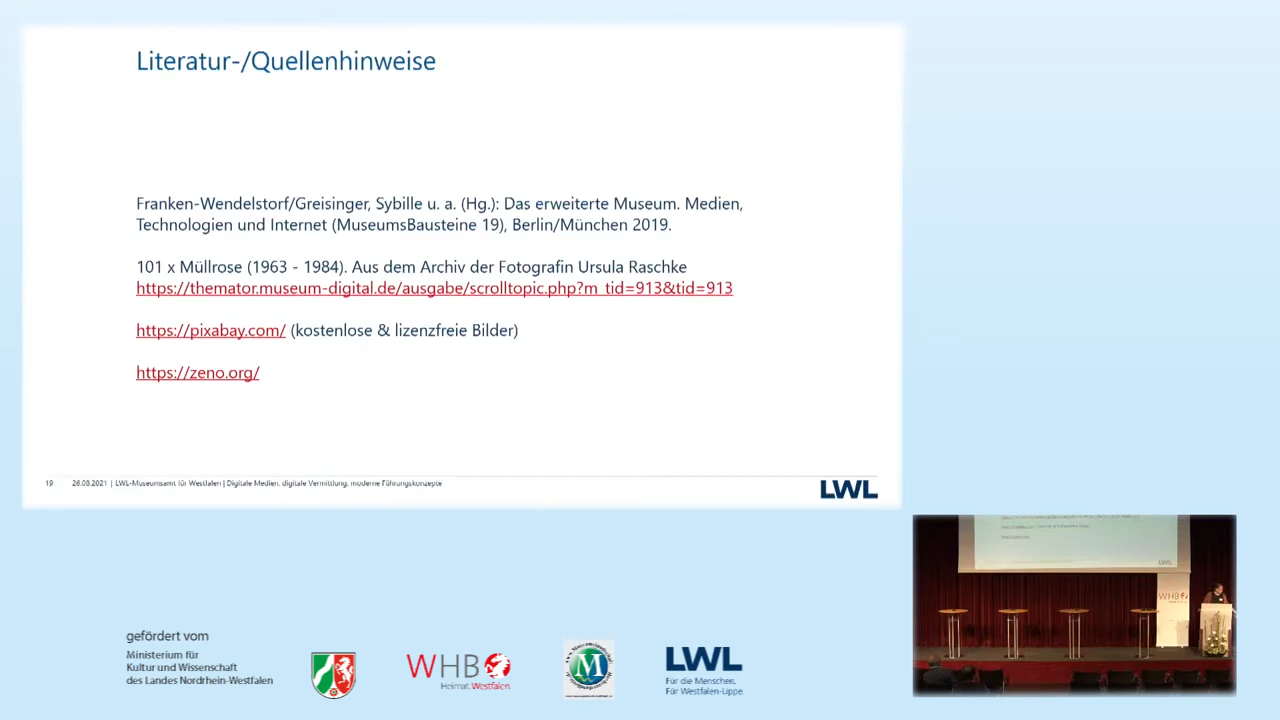 Literatur-/Quellenhinweise
Franken-Wendelstorf/Greisinger, Sybille u. a. (Hg.): Das erweiterte Museum. Medien,
Technologien und Internet (MuseumsBausteine 19), Berlin/München 2019.
101 x Müllrose (1963 - 1984). Aus dem Archiv der Fotografin Ursula Raschke
https://themator.museum-digital.de/ausgabe/scrolltopic.php?m_tid=913&tid=913
https://pixabay.com/ (kostenlose & lizenzfreie Bilder)
https://zeno.org/
19 26.08.2021 | LWL-Museumsamt für Westfalen | Digitale Medien, digitale Vermittlung, moderne Führungskonzepte
LWL
LWL
WHB
gefördert vom
Ministerium für
Kultur und Wissenschaft
des Landes Nordrhein-Westfalen
WHB
Heimat.Westfalen.
M
LWL
Für die Menschen.
Für Westfalen-Lippe.